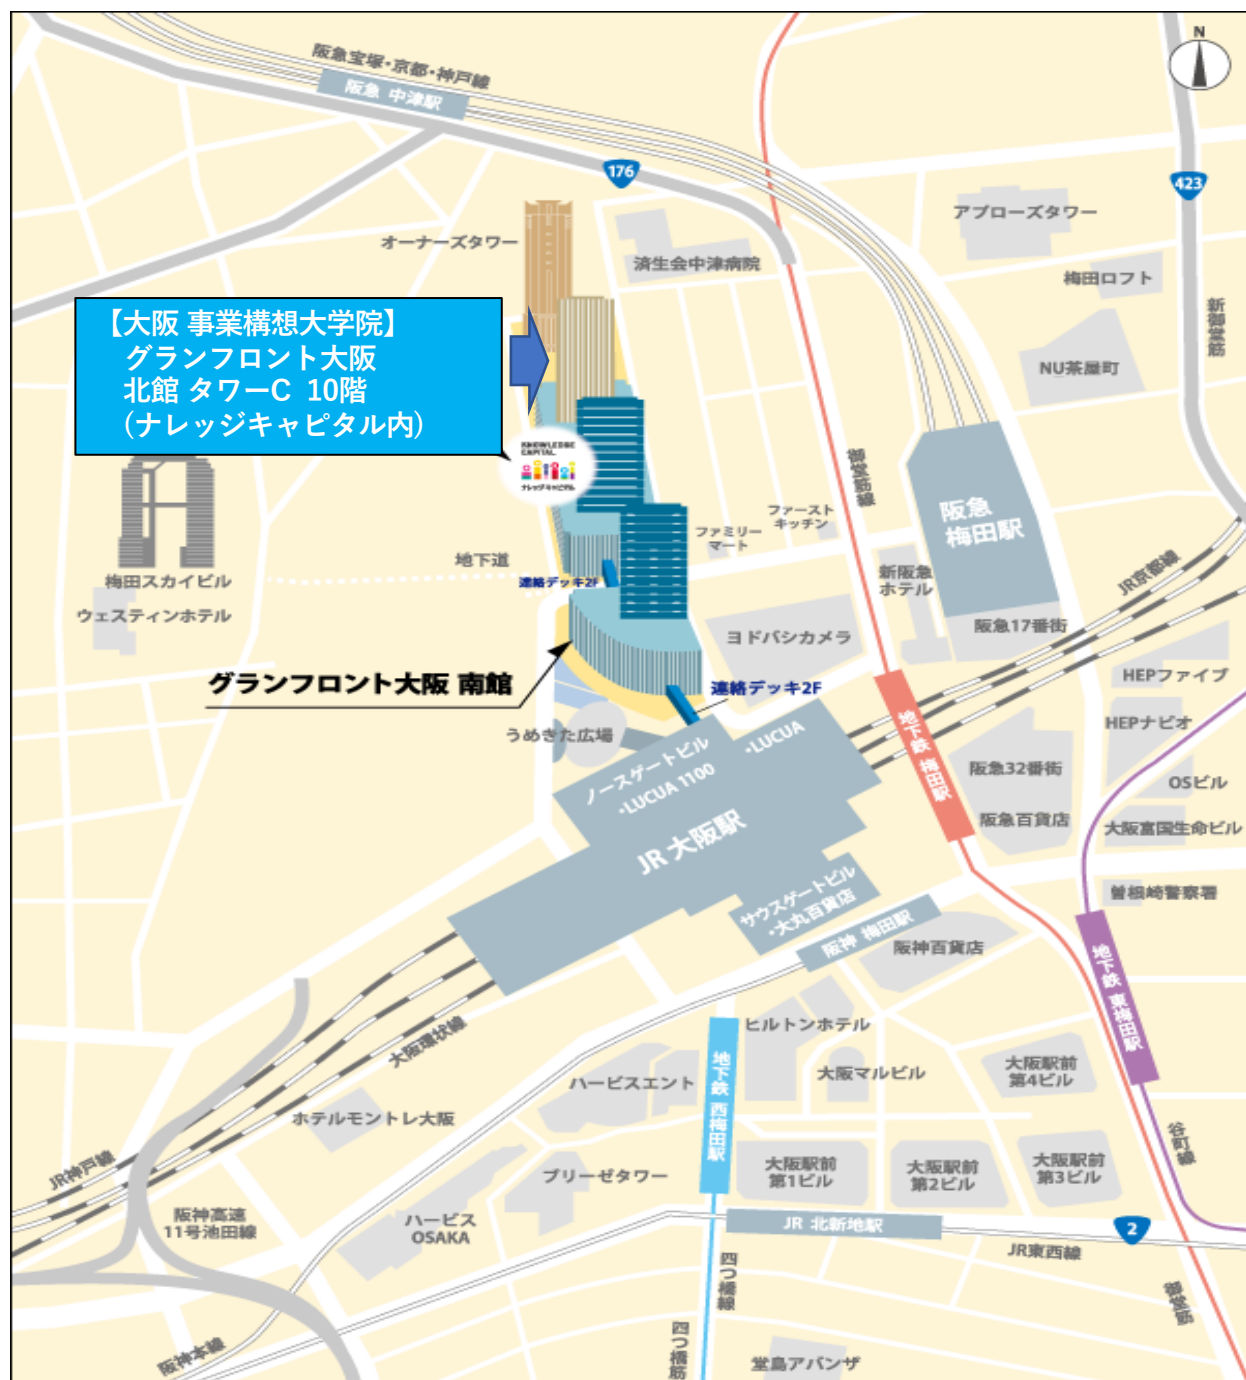 N
阪急宝塚・京都・神戸線
阪急 中津駅
176
423
アプローズタワー
オーナーズタワー
済生会中津病院
梅田ロフト
新御堂筋
【大阪 事業構想大学院】
グランフロント大阪
北館 タワーC 10階
(ナレッジキャピタル内)
NU茶屋町
KNOWLEDGE
CAPITAL
ナレッジキャピタル
御堂筋線
阪急
梅田駅
ファースト
キッチン
ファミリー
マート
地下道
連絡デッキ2F
梅田スカイビル
新阪急
ホテル
JR京都線
ウェスティンホテル
ヨドバシカメラ
阪急17番街
グランフロント大阪 南館
連絡デッキ2F
HEPファイブ
HEPナビオ
うめきた広場
ノースゲートビル
・LUCUA 1100
・LUCUA
地下鉄 梅田駅
阪急32番街
OSビル
阪急百貨店
大阪富国生命ビル
JR 大阪駅
サウスゲートビル
・大丸百貨店
曽根崎警察署
阪神 梅田駅
阪神百貨店
地下鉄 東梅田駅
大阪環状線
ヒルトンホテル
地下鉄 西梅田駅
大阪マルビル
大阪駅前
第4ビル
ハービスエント
ホテルモントレ大阪
谷町線
JR神戸線
ブリーゼタワー
大阪駅前
第1ビル
大阪駅前
第2ビル
大阪駅前
第3ビル
阪神高速
11号池田線
ハービス
OSAKA
JR 北新地駅
2
JR東西線
四つ橋線
御堂筋
阪神本線
四つ橋筋
堂島アバンザ